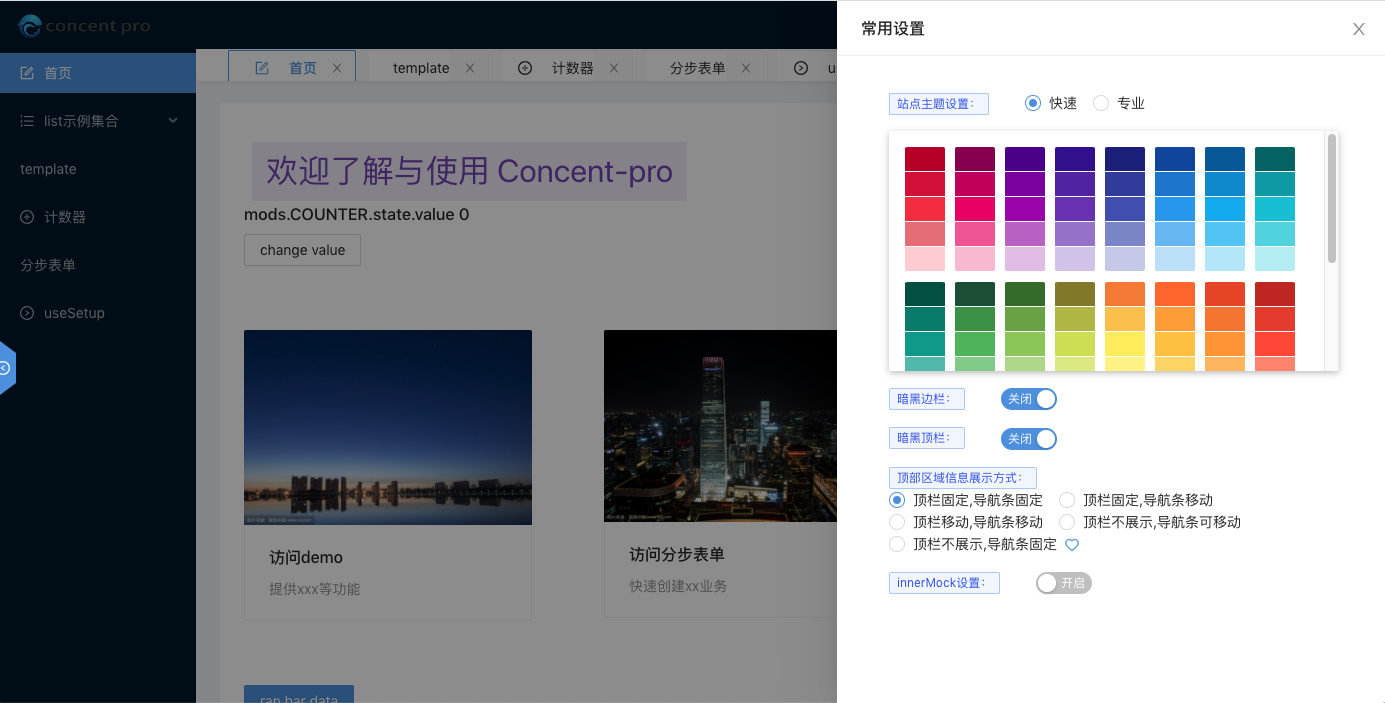 concent pro
首页
list示例集合
template
计数器
分步表单
useSetup
首页
template
计数器
分步表单
欢迎了解与使用 Concent-pro
mods.COUNTER.state.value 0
change value
访问demo
提供xxx等功能
访问分步表单
快速创建xx业务
ran bar data
常用设置
站点主题设置：
快速
专业
暗黑边栏：
关闭
暗黑顶栏：
关闭
顶部区域信息展示方式：
顶栏固定,导航条固定
顶栏固定,导航条移动
顶栏移动,导航条移动
顶栏不展示,导航条可移动
顶栏不展示,导航条固定
innerMock设置：
开启